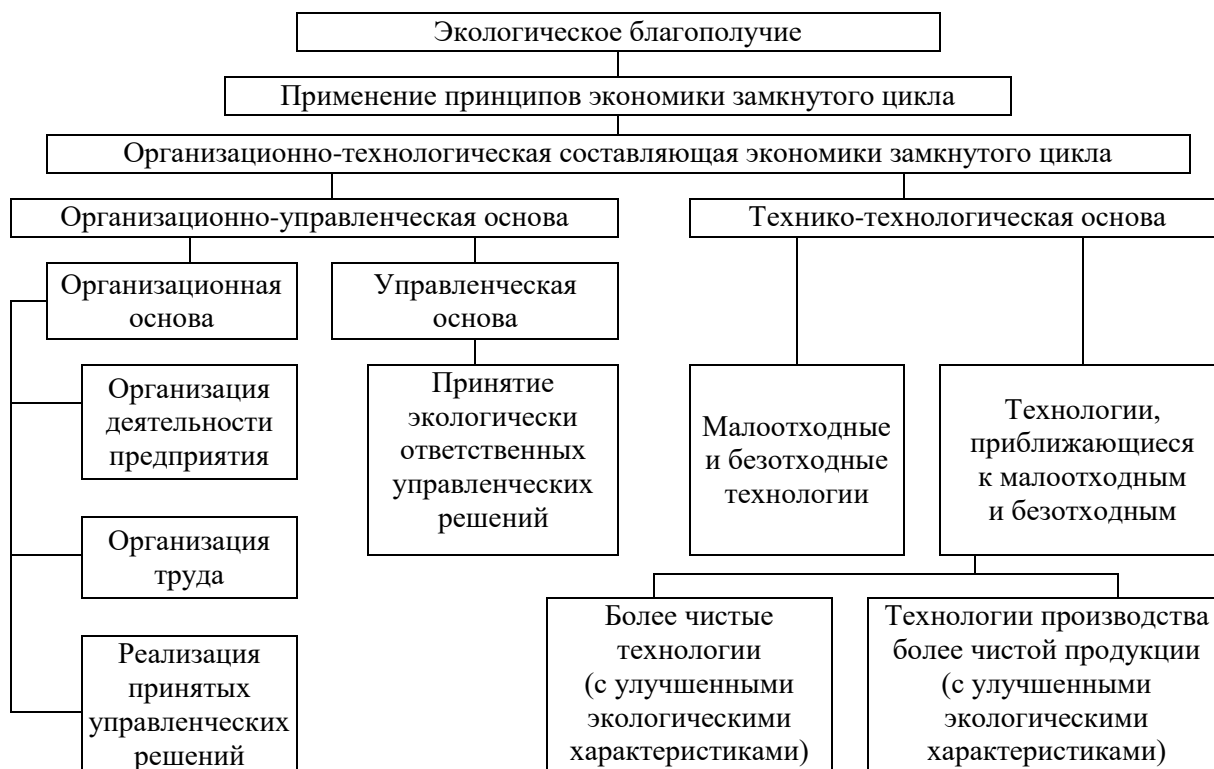 Экологическое благополучие
Применение принципов экономики замкнутого цикла
Организационно-технологическая составляющая экономики замкнутого цикла
Организационно-управленческая основа
Технико-технологическая основа
Организационная
основа
Управленческая
основа
Организация
деятельности
предприятия
Принятие
экологически
ответственных
управленческих
решений
Малоотходные
и безотходные
технологии
Технологии,
приближающиеся
к малоотходным
и безотходным
Организация
труда
Реализация
принятых
управленческих
решений
Более чистые
технологии
(с улучшенными
экологическими
характеристиками)
Технологии производства
более чистой продукции
(с улучшенными
экологическими
характеристиками)